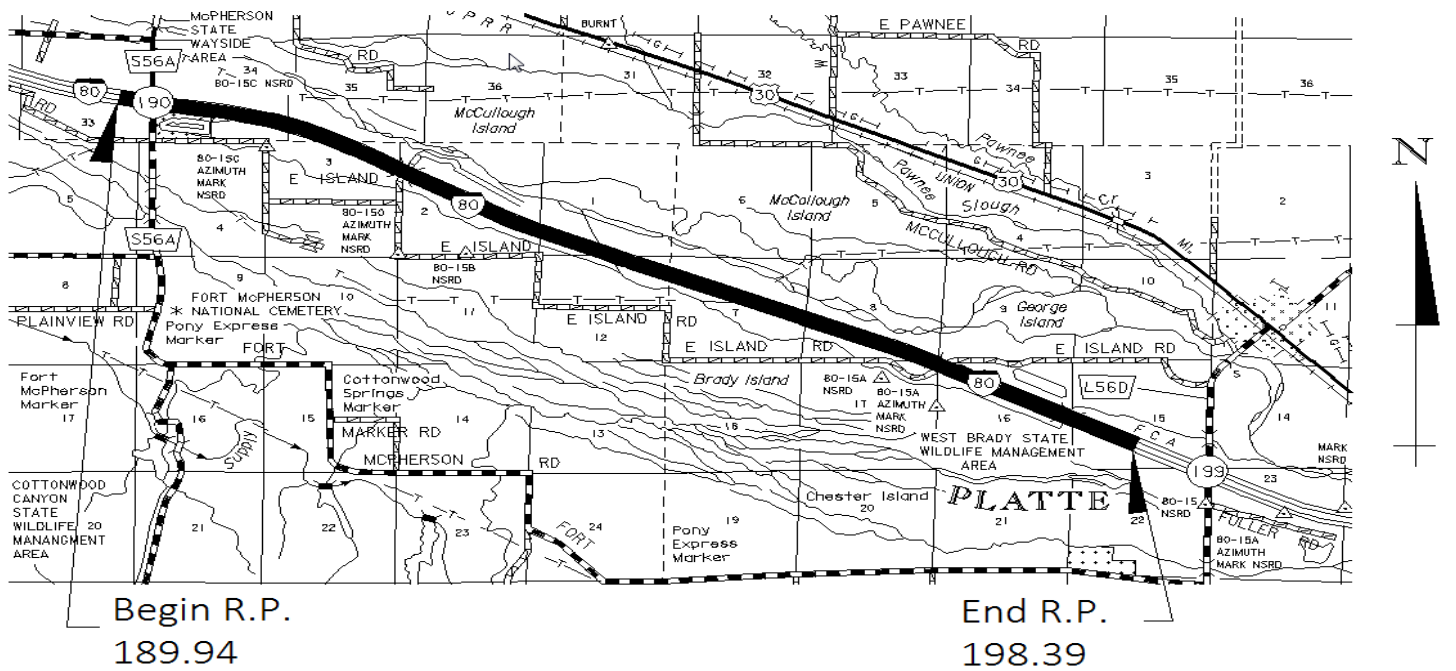 McPHERSON
STATE
WAYSIDE
AREA
U P R R
BURNT
E PAWNEE
RD
RD
S56A
34
80-15C NSRD
35
36
31
32
33
34
35
36
G
T
30
80
190
RD
33
McCullough
Island
W
80-15C
AZIMUTH
MARK
NSRD
3
E ISLAND
Pawnee
UNION
Pawnee
Slough
30
Cr
3
2
5
4
80-15O
AZIMUTH
MARK
NSRD
2
80
1
6
McCollough
Island
5
4
MCCULLOUGH RD
ML
S56A
E ISLAND
80-15B
NSRD
8
9
10
11
FORT McPHERSON
* NATIONAL CEMETERY
PLAINVIEW RD
Pony Express
Marker
FORT
E ISLAND RD
12
7
8
9
George
Island
10
11
E ISLAND RD
E ISLAND RD
Fort
McPherson
Marker
17
16
15
Cottonwood
Springs
Marker
14
MARKER RD
13
Brady Island
18
80-15A
NSRD
17
80-15A
AZIMUTH
MARK
NSRD
80
16
L56D
15
14
S
F C A
WEST BRADY STATE
WILDLIFE MANAGEMENT
AREA
MARK
NSRD
Supply
MCPHERSON RD
199
23
COTTONWOOD
CANYON
STATE
WILDLIFE 20
MANANGMENT
AREA
21
22
23
24
FORT
19
Pony
Express
Marker
Chester Island
20
PLATTE
21
22
80-15
NSRD
FULLER RD
80-15A
AZIMUTH
MARK NSRD
N
Begin R.P.
189.94
End R.P.
198.39